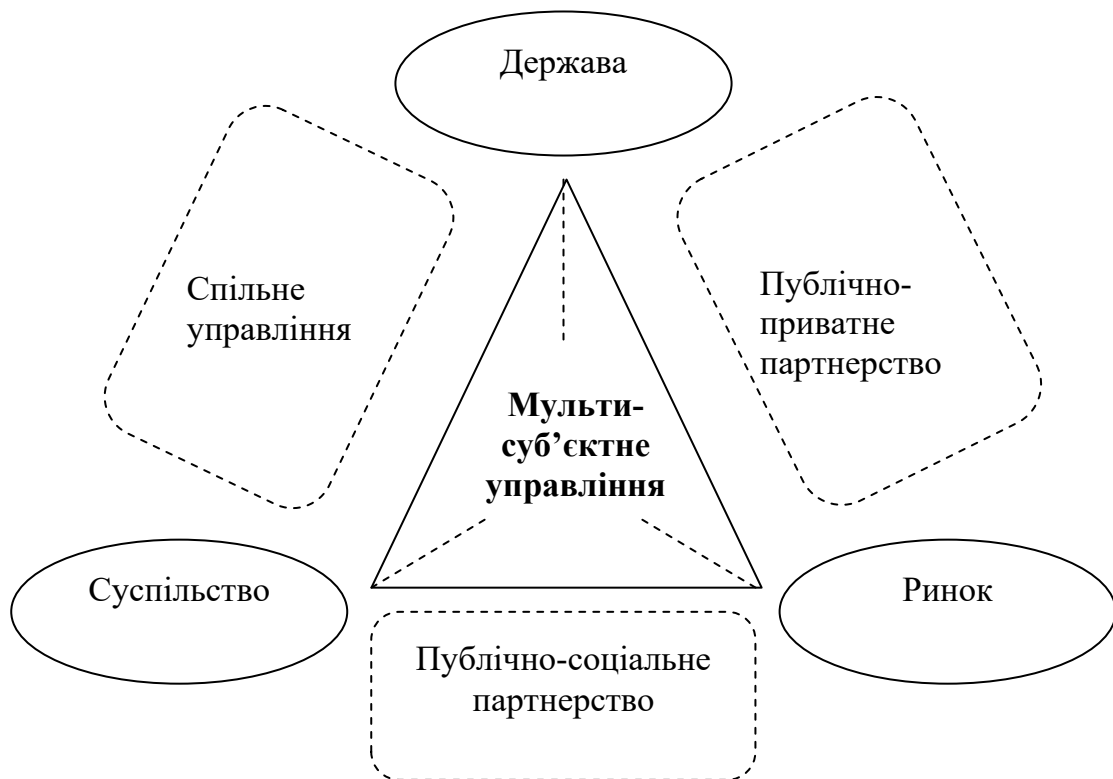 Держава
Спільне
управління
Публічно-
приватне
партнерство
Мульти-
суб’єктне
управління
Суспільство
Ринок
Публічно-соціальне
партнерство